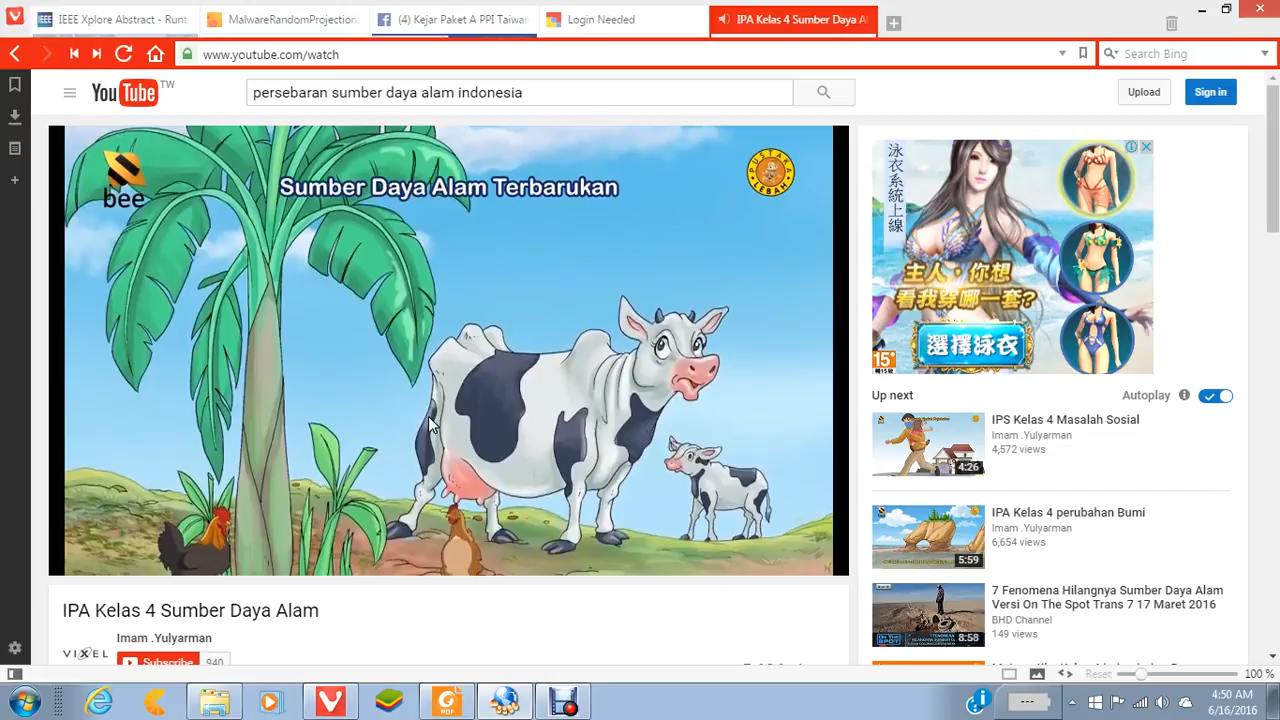 IEEE Xplore Abstract - Runt
MalwareRandomProjection
(4) Kejar Paket A PPI Taiwan
Login Needed
IPA Kelas 4 Sumber Daya Al
www.youtube.com/watch
Search Bing
YouTube TW
persebaran sumber daya alam indonesia
Upload
Sign in
bee
Sumber Daya Alam Terbarukan
PUSTAKA LEBAH
泳衣系統上線
主人，你想
看我穿哪一套?
選擇泳衣
15+
Up next
Autoplay
IPS Kelas 4 Masalah Sosial
Imam .Yulyarman
4,572 views
4:26
IPA Kelas 4 perubahan Bumi
Imam .Yulyarman
6,654 views
5:59
7 Fenomena Hilangnya Sumber Daya Alam
Versi On The Spot Trans 7 17 Maret 2016
BHD Channel
149 views
8:58
IPA Kelas 4 Sumber Daya Alam
Imam .Yulyarman
VIXEL
Subscribe
940
Reset
100 %
PDF
4:50 AM
6/16/2016